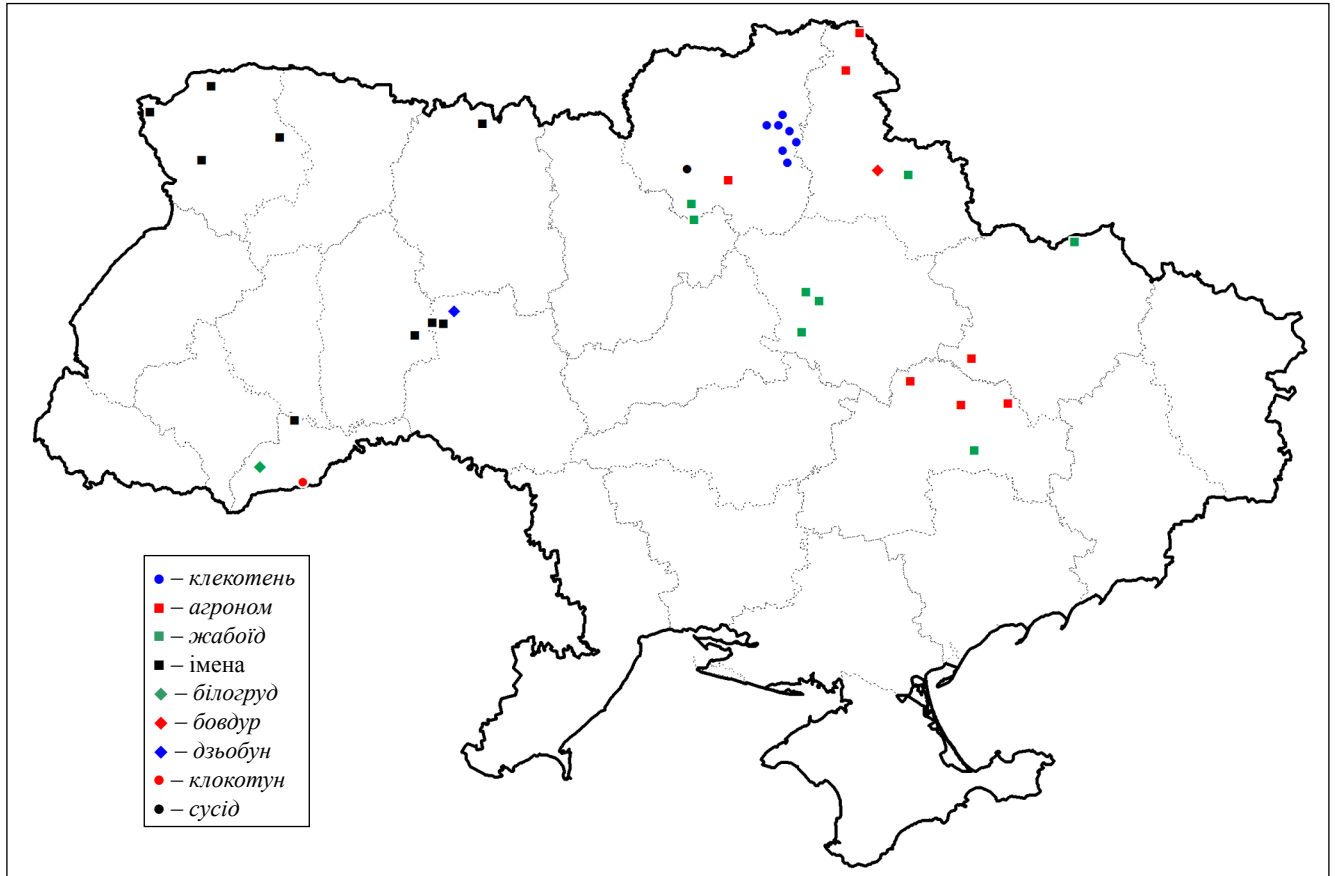 – клекотень
– агроном
– жабоїд
– імена
– білогруд
– бовдур
– дзьобун
– клокотун
– сусід